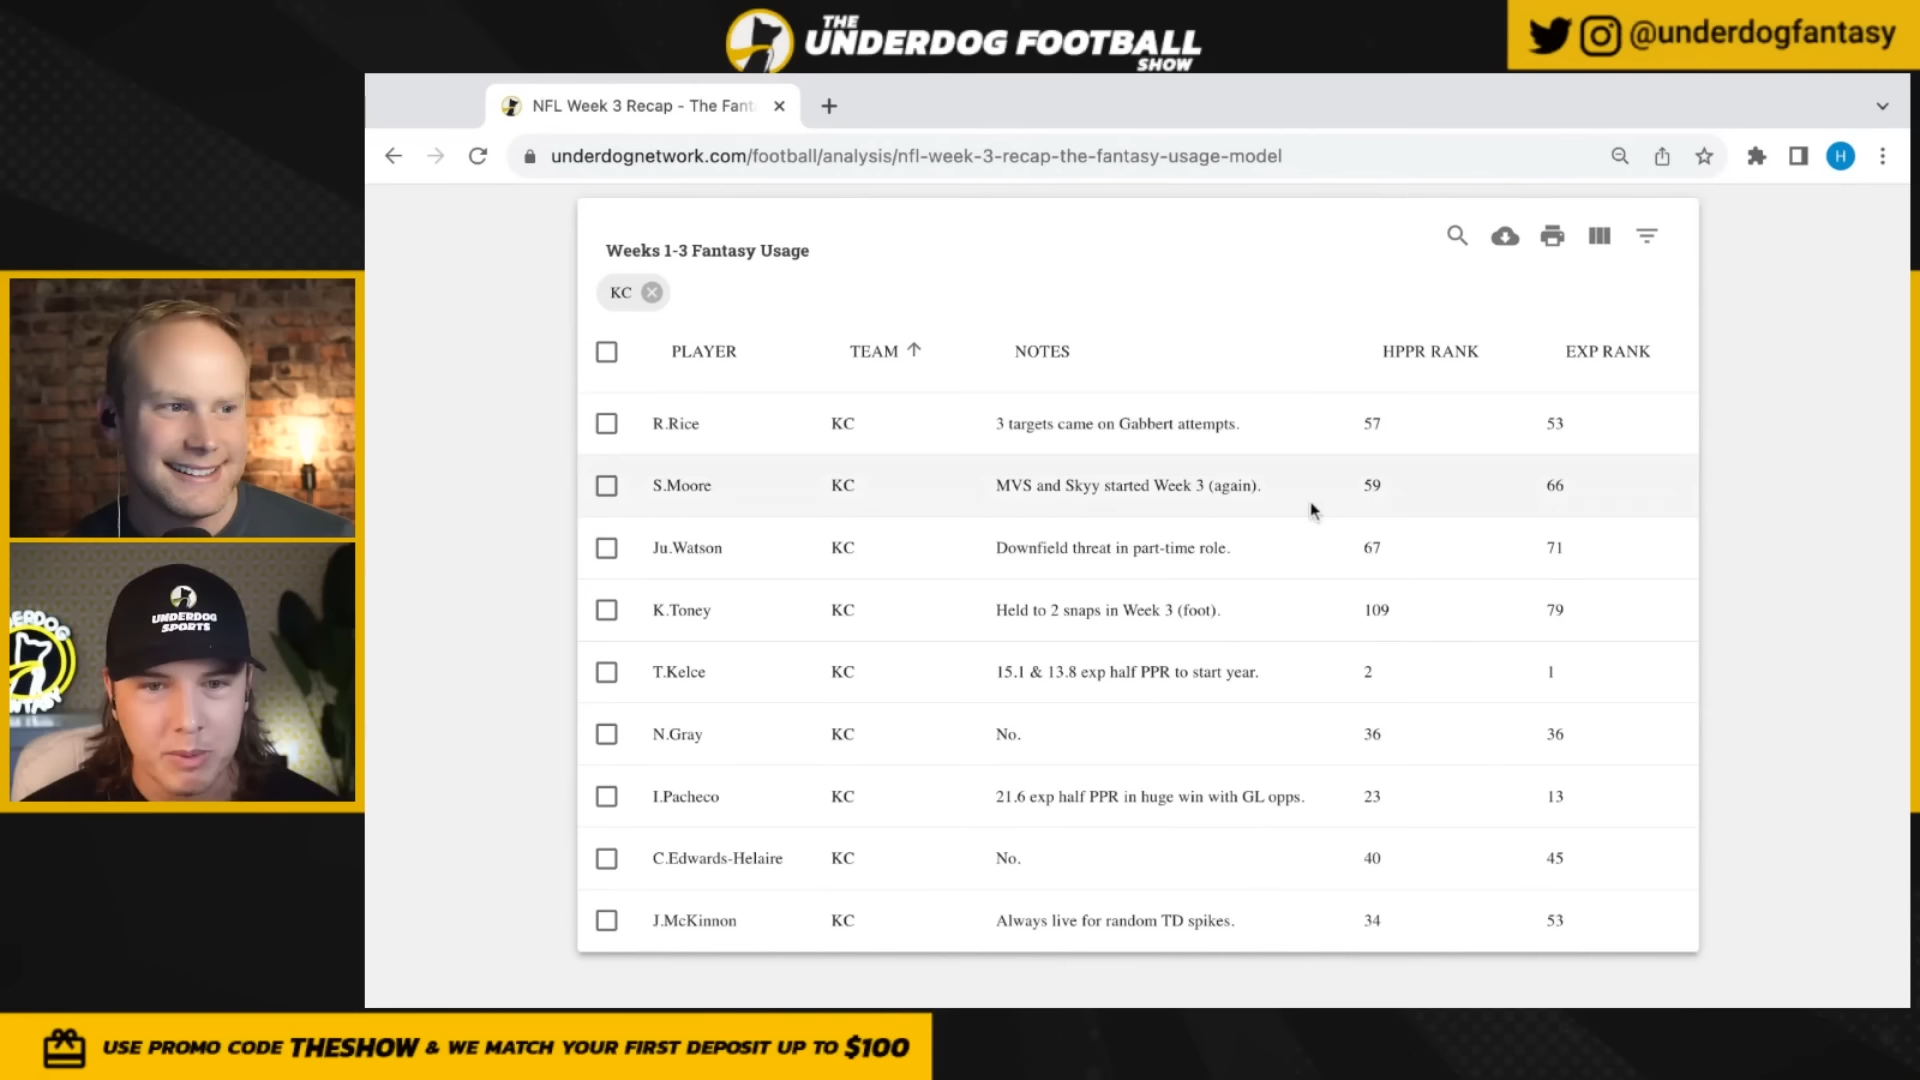 THE
UNDERDOG FOOTBALL
SHOW
@underdogfantasy
NFL Week 3 Recap - The Fant
underdognetwork.com/football/analysis/nfl-week-3-recap-the-fantasy-usage-model
H
Weeks 1-3 Fantasy Usage
KC
PLAYER TEAM NOTES HPPR RANK EXP RANK
R.Rice KC 3 targets came on Gabbert attempts. 57 53
S.Moore KC MVS and Skyy started Week 3 (again). 59 66
Ju.Watson KC Downfield threat in part-time role. 67 71
K.Toney KC Held to 2 snaps in Week 3 (foot). 109 79
T.Kelce KC 15.1 & 13.8 exp half PPR to start year. 2 1
N.Gray KC No. 36 36
I.Pacheco KC 21.6 exp half PPR in huge win with GL opps. 23 13
C.Edwards-Helaire KC No. 40 45
J.McKinnon KC Always live for random TD spikes. 34 53
UNDERDOG
SPORTS
USE PROMO CODE THESHOW & WE MATCH YOUR FIRST DEPOSIT UP TO $100